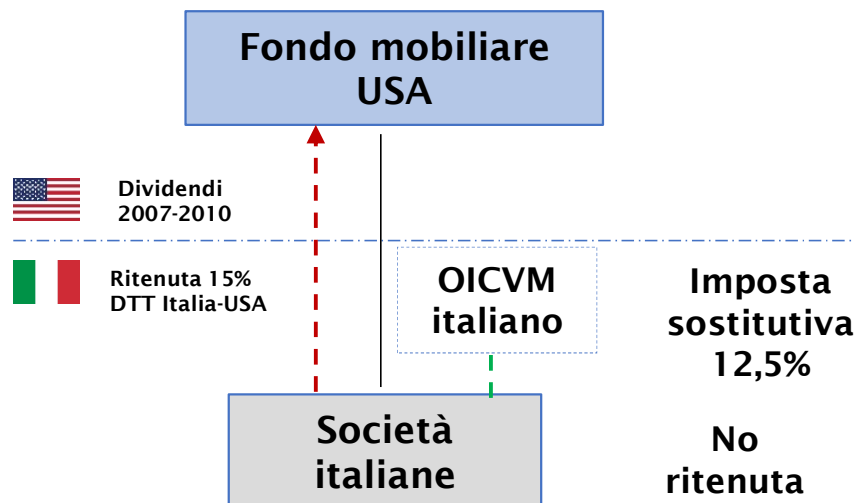 Fondo mobiliare
USA
Dividendi
2007-2010
Ritenuta 15%
DTT Italia-USA
OICVM
italiano
Imposta
sostitutiva
12,5%
Società
italiane
No
ritenuta